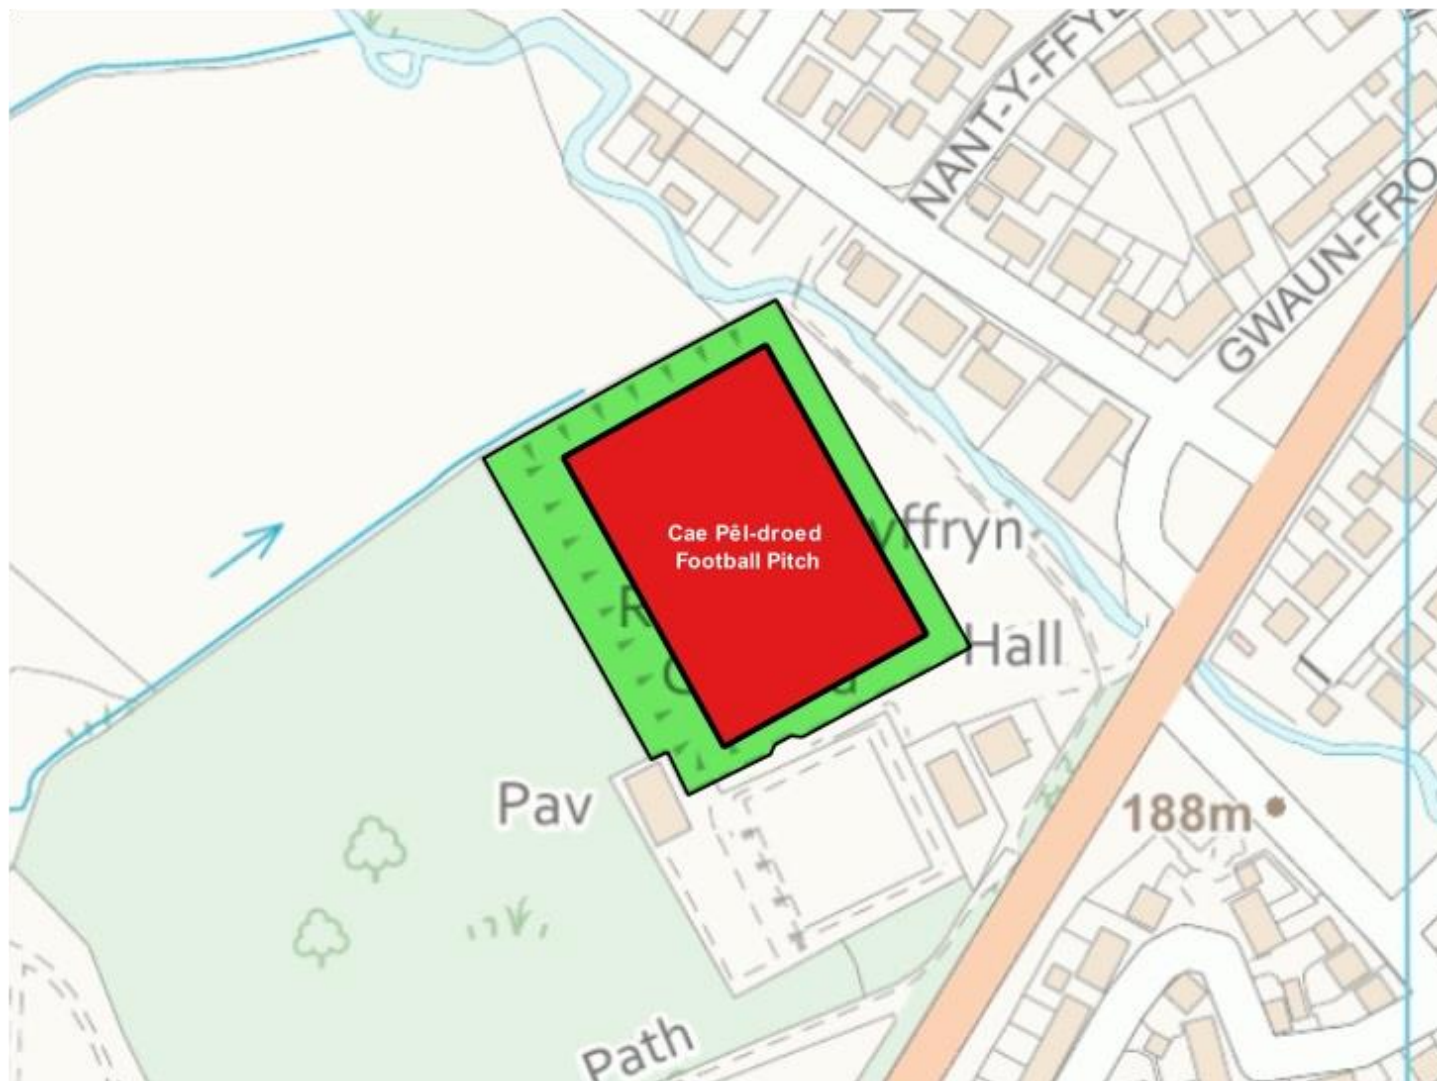 NANT-Y-FFY
GWAUN-FRO
Cae Pêl-droed
Football Pitch
yffryn
Hall
Pav
188m
Path